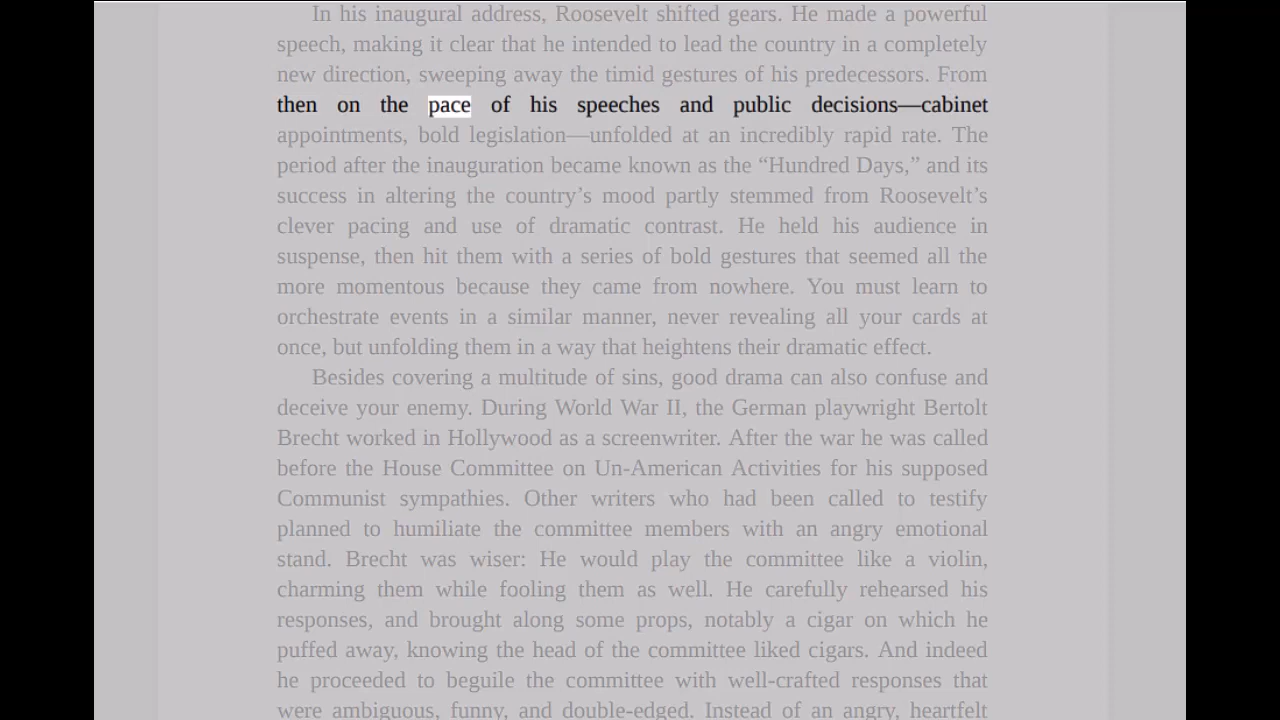 In his inaugural address, Roosevelt shifted gears. He made a powerful
speech, making it clear that he intended to lead the country in a completely
new direction, sweeping away the timid gestures of his predecessors. From
then on the pace of his speeches and public decisions—cabinet
appointments, bold legislation—unfolded at an incredibly rapid rate. The
period after the inauguration became known as the “Hundred Days,” and its
success in altering the country’s mood partly stemmed from Roosevelt’s
clever pacing and use of dramatic contrast. He held his audience in
suspense, then hit them with a series of bold gestures that seemed all the
more momentous because they came from nowhere. You must learn to
orchestrate events in a similar manner, never revealing all your cards at
once, but unfolding them in a way that heightens their dramatic effect.
Besides covering a multitude of sins, good drama can also confuse and
deceive your enemy. During World War II, the German playwright Bertolt
Brecht worked in Hollywood as a screenwriter. After the war he was called
before the House Committee on Un-American Activities for his supposed
Communist sympathies. Other writers who had been called to testify
planned to humiliate the committee members with an angry emotional
stand. Brecht was wiser: He would play the committee like a violin,
charming them while fooling them as well. He carefully rehearsed his
responses, and brought along some props, notably a cigar on which he
puffed away, knowing the head of the committee liked cigars. And indeed
he proceeded to beguile the committee with well-crafted responses that
were ambiguous, funny, and double-edged. Instead of an angry, heartfelt